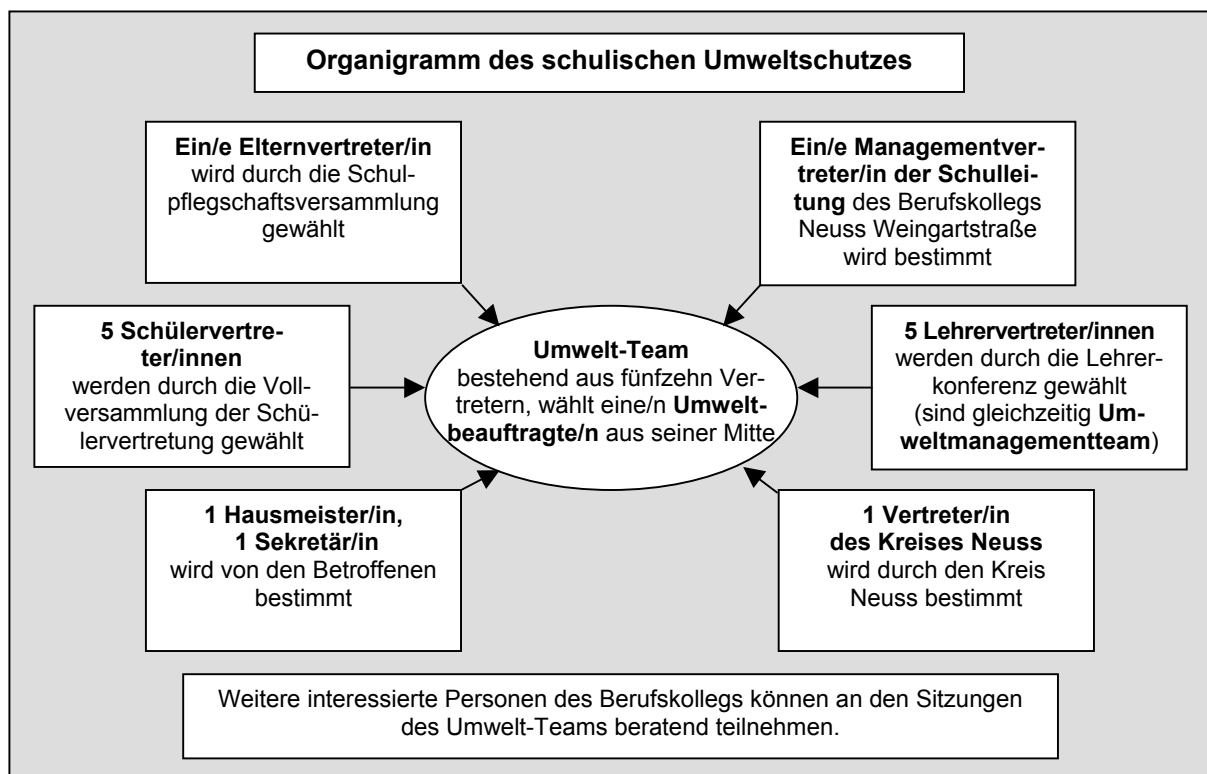 Organigramm des schulischen Umweltschutzes
Ein/e Elternvertreter/in
wird durch die Schul-
pflegschaftsversammlung
gewählt
Ein/e Managementver-
treter/in der Schullei-
tung des Berufskollegs
Neuss Weingartstraße
wird bestimmt
5 Schülervertre-
ter/innen
werden durch die Voll-
versammlung der Schü-
lervertretung gewählt
Umwelt-Team
bestehend aus fünfzehn Ver-
tretern, wählt eine/n Umwelt-
beauftragte/n aus seiner Mitte
5 Lehrervertreter/innen
werden durch die Lehrer-
konferenz gewählt
(sind gleichzeitig Um-
weltmanagementteam)
1 Hausmeister/in,
1 Sekretär/in
wird von den Betroffenen
bestimmt
1 Vertreter/in
des Kreises Neuss
wird durch den Kreis
Neuss bestimmt
Weitere interessierte Personen des Berufskollegs können an den Sitzungen
des Umwelt-Teams beratend teilnehmen.